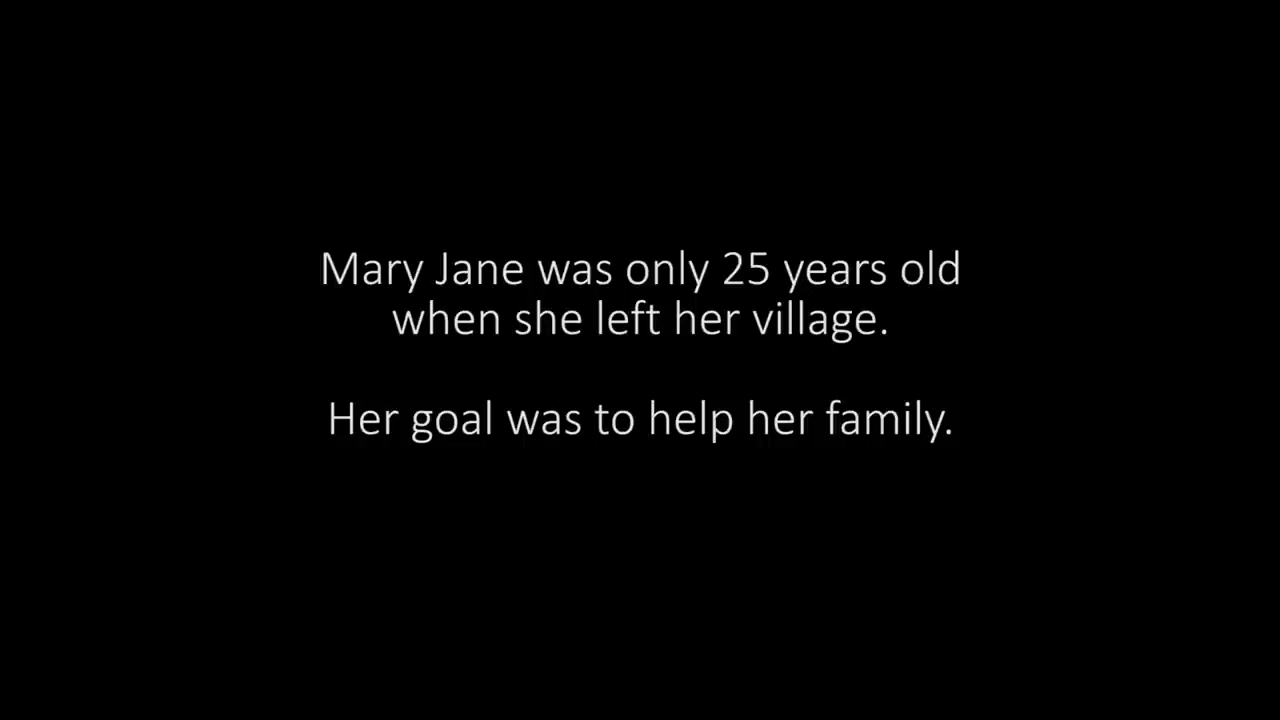 Mary Jane was only 25 years old
when she left her village.
Her goal was to help her family.